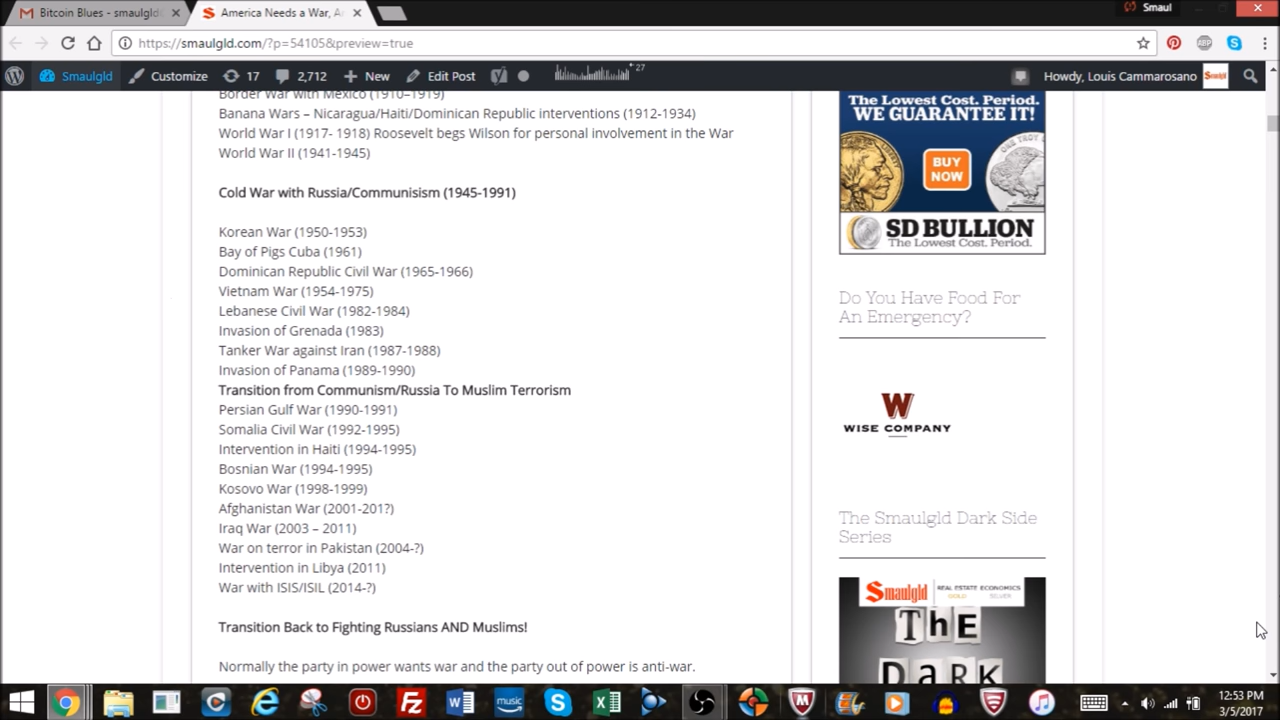 Bitcoin Blues - smaulgld
America Needs a War, A
Smaul
https://smaulgld.com/?p=54105&preview=true
Smaulgld
Customize
17
2,712
New
Edit Post
+27
Howdy, Louis Cammarosano
Smaulgld
Border War with Mexico (1910–1919)
Banana Wars – Nicaragua/Haiti/Dominican Republic interventions (1912-1934)
World War I (1917- 1918) Roosevelt begs Wilson for personal involvement in the War
World War II (1941-1945)
Cold War with Russia/Communisism (1945-1991)
Korean War (1950-1953)
Bay of Pigs Cuba (1961)
Dominican Republic Civil War (1965-1966)
Vietnam War (1954-1975)
Lebanese Civil War (1982-1984)
Invasion of Grenada (1983)
Tanker War against Iran (1987-1988)
Invasion of Panama (1989-1990)
Transition from Communism/Russia To Muslim Terrorism
Persian Gulf War (1990-1991)
Somalia Civil War (1992-1995)
Intervention in Haiti (1994-1995)
Bosnian War (1994-1995)
Kosovo War (1998-1999)
Afghanistan War (2001-201?)
Iraq War (2003 – 2011)
War on terror in Pakistan (2004-?)
Intervention in Libya (2011)
War with ISIS/ISIL (2014-?)
Transition Back to Fighting Russians AND Muslims!
Normally the party in power wants war and the party out of power is anti-war.
The Lowest Cost. Period.
WE GUARANTEE IT!
BUY
NOW
SD BULLION
The Lowest Cost. Period.
Do You Have Food For
An Emergency?
W
WISE COMPANY
The Smaulgld Dark Side
Series
Smaulgld
REAL ESTATE ECONOMICS
GOLD SILVER
ThE
DARK
music
12:53 PM
3/5/2017